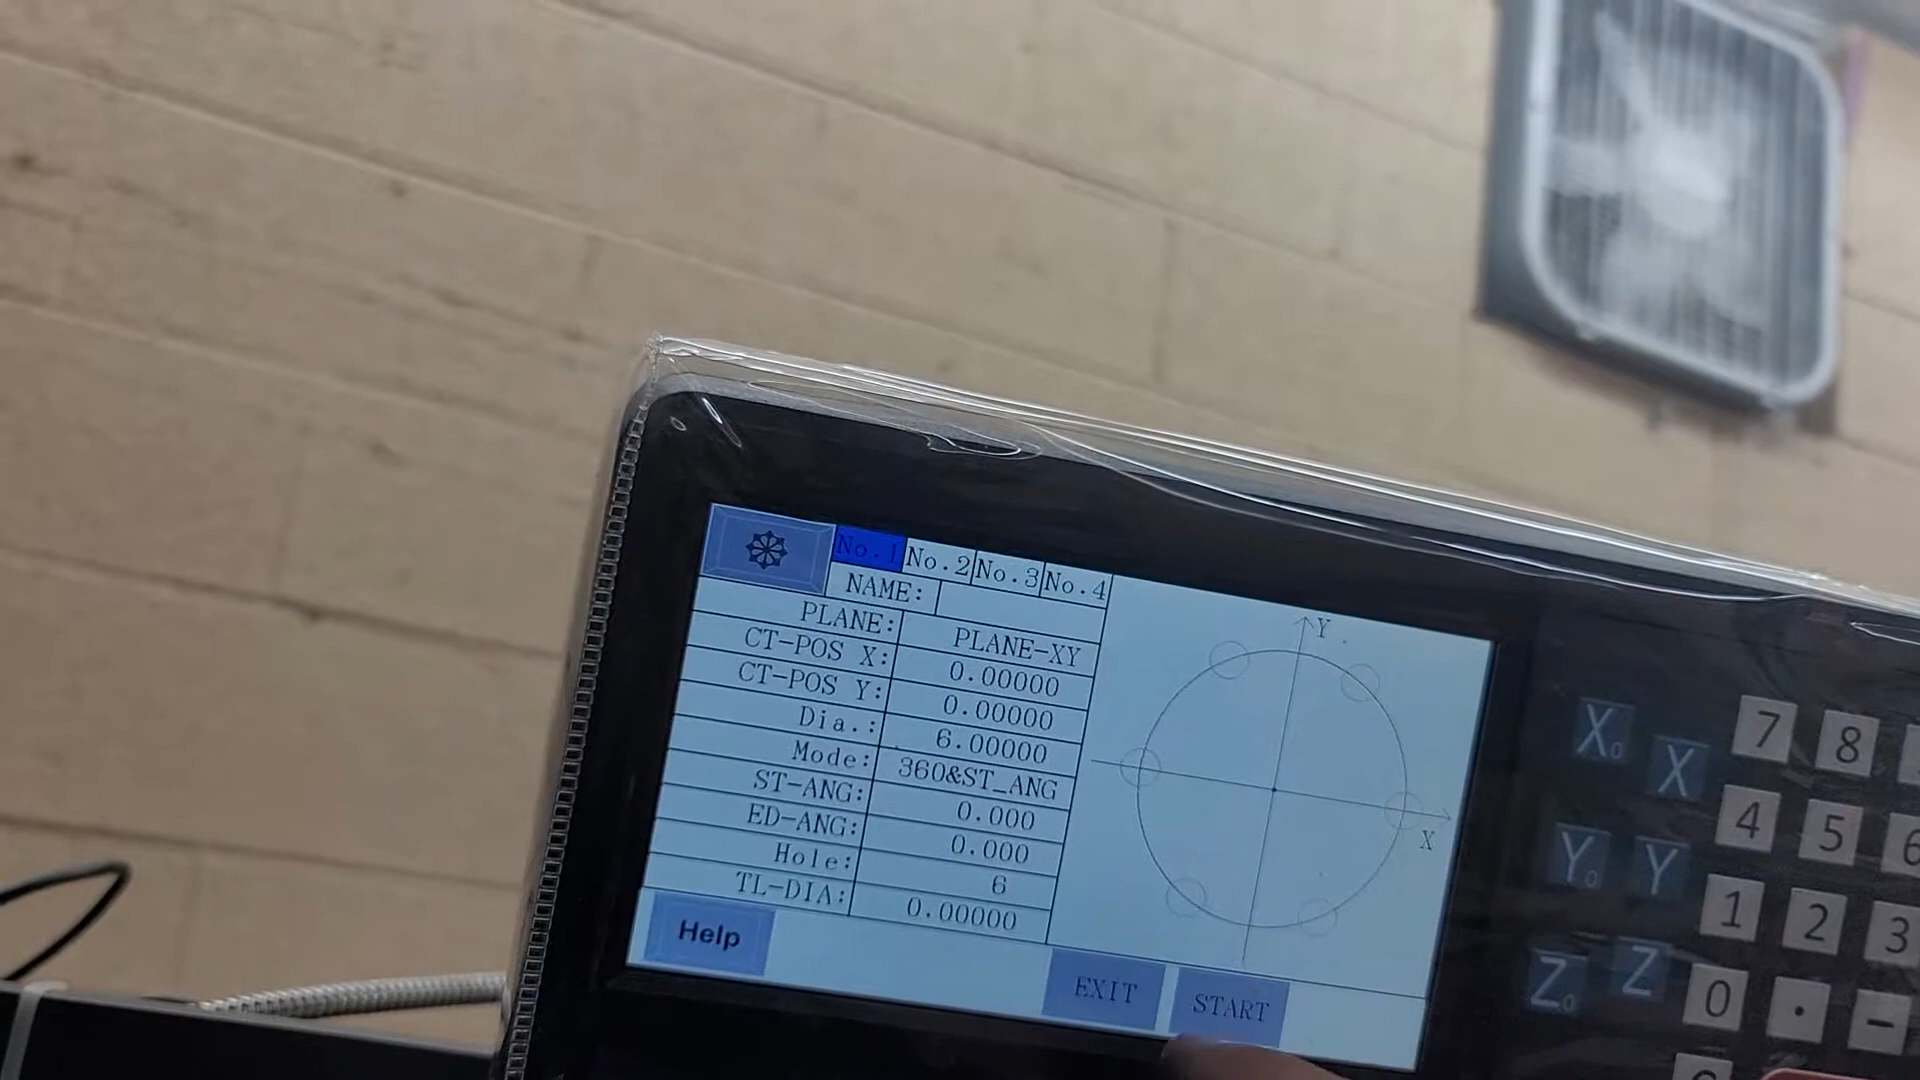 No.1 No.2 No.3 No.4
NAME:
PLANE: PLANE-XY
CT-POS X: 0.00000
CT-POS Y: 0.00000
Dia.: 6.00000
Mode: 360&ST_ANG
ST-ANG: 0.000
ED-ANG: 0.000
Hole: 6
TL-DIA: 0.00000
Help
EXIT START
Y
X
X₀ X 7 8
4 5 6
Y₀ Y 1 2 3
Z₀ Z 0 . −